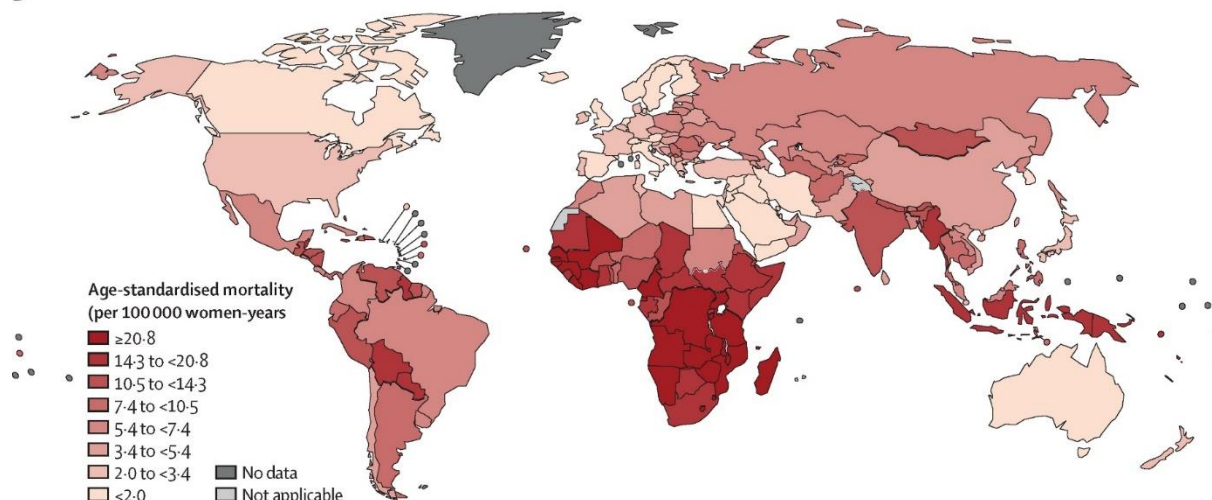 Age-standardised mortality
(per 100 000 women-years
≥20·8
14·3 to <20·8
10·5 to <14·3
7·4 to <10·5
5·4 to <7·4
3·4 to <5·4
2·0 to <3·4
<2·0
No data
Not applicable